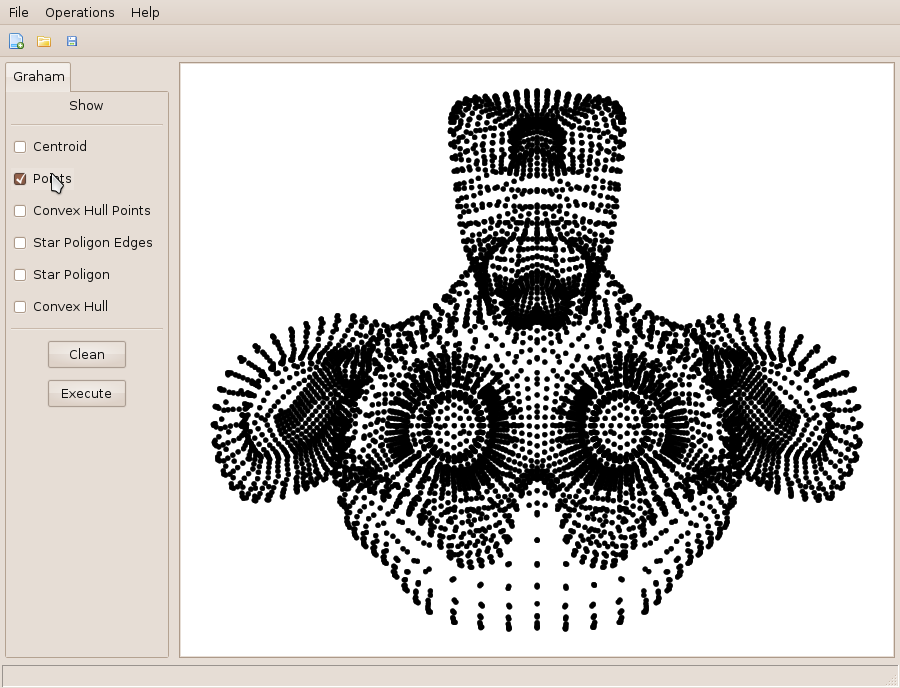 File Operations Help
Graham
Show
Centroid
Points
Convex Hull Points
Star Poligon Edges
Star Poligon
Convex Hull
Clean
Execute